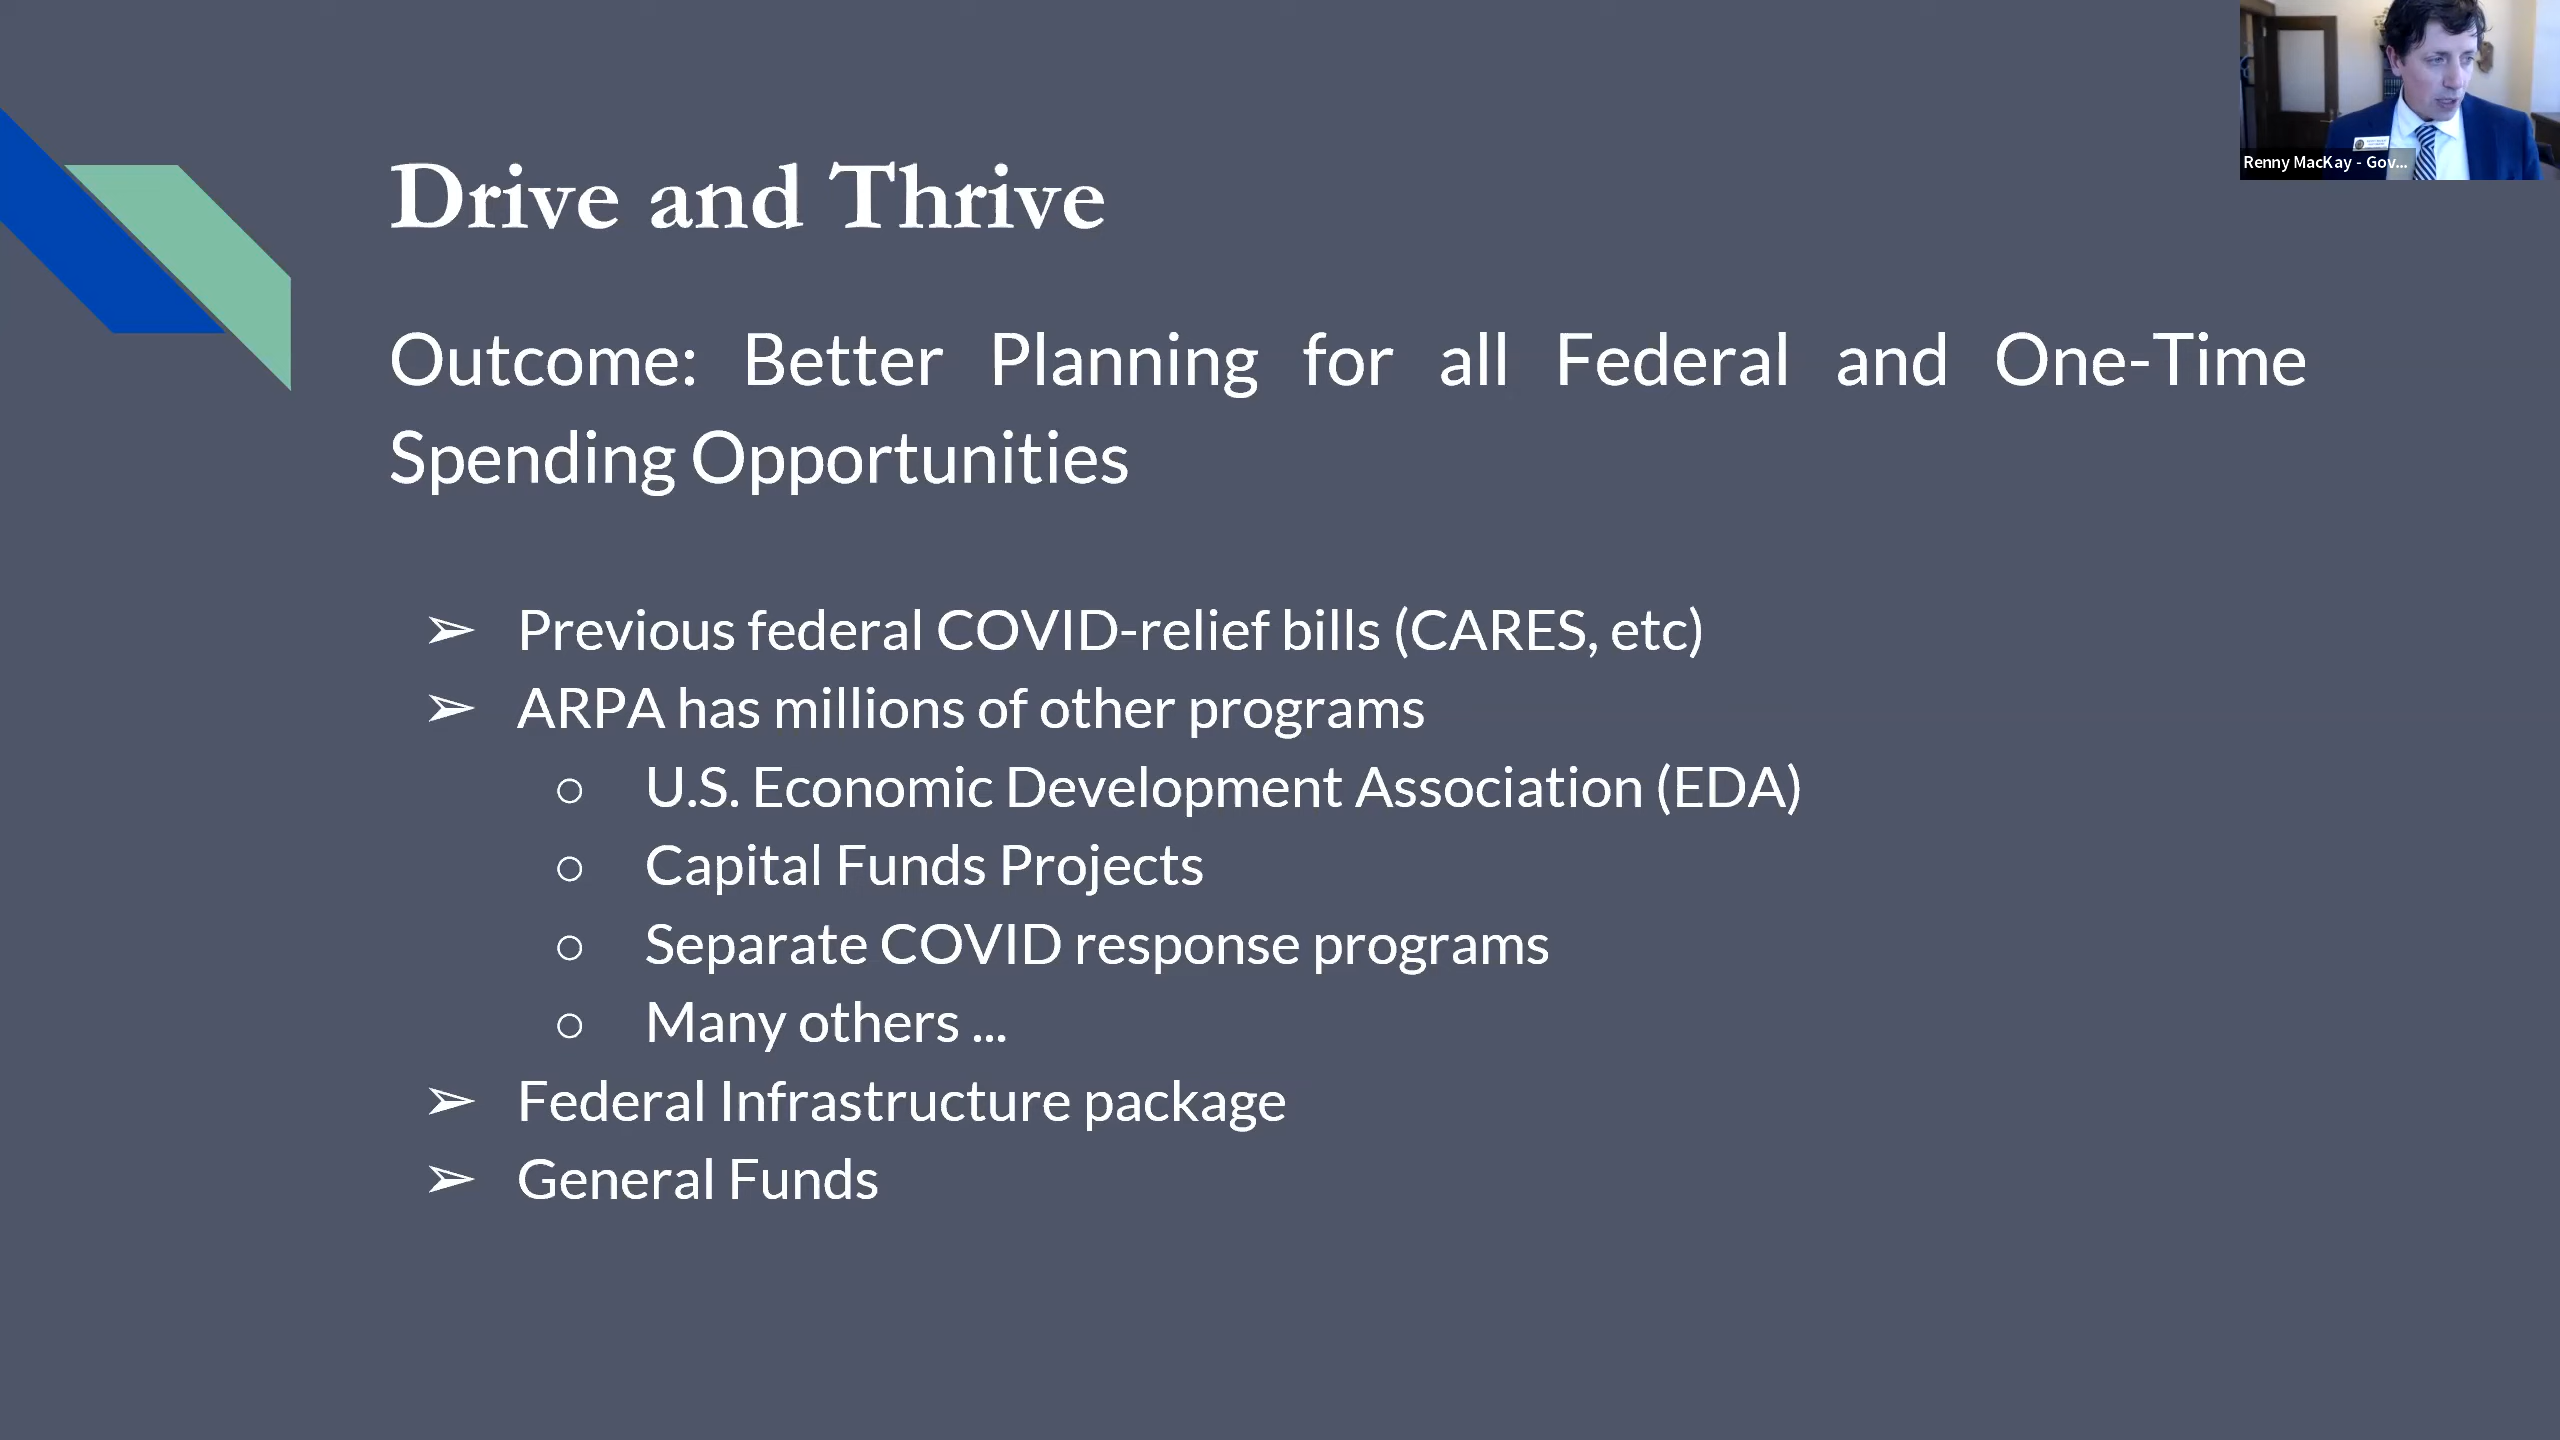 Renny MacKay - Gov...
Drive and Thrive
Outcome: Better Planning for all Federal and One-Time
Spending Opportunities
➢ Previous federal COVID-relief bills (CARES, etc)
➢ ARPA has millions of other programs
○ U.S. Economic Development Association (EDA)
○ Capital Funds Projects
○ Separate COVID response programs
○ Many others ...
➢ Federal Infrastructure package
➢ General Funds